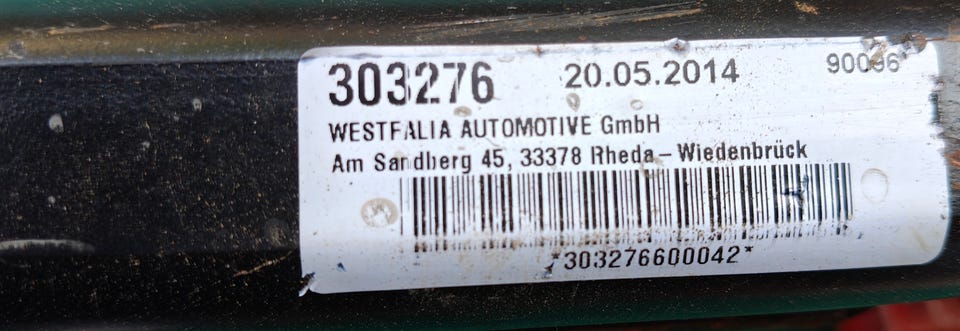 303276 20.05.2014 90096
WESTFALIA AUTOMOTIVE GmbH
Am Sandberg 45, 33378 Rheda – Wiedenbrück
*303276600042*